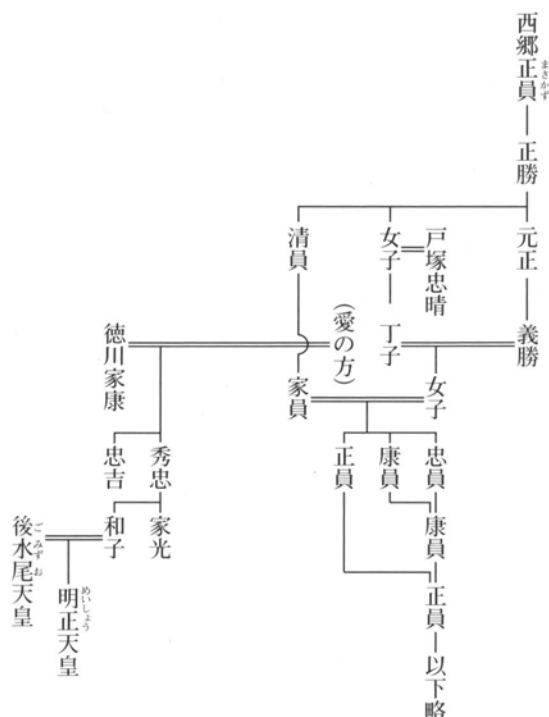 西郷正員
まさかず
正勝
元正
義勝
戸塚忠晴
女子
丁子
(愛の方)
清員
家員
女子
忠員
康員
正員
康員
正員
以下略
徳川家康
秀忠
忠吉
家光
和子
後水尾天皇
ごみずお
明正天皇
めいしょう